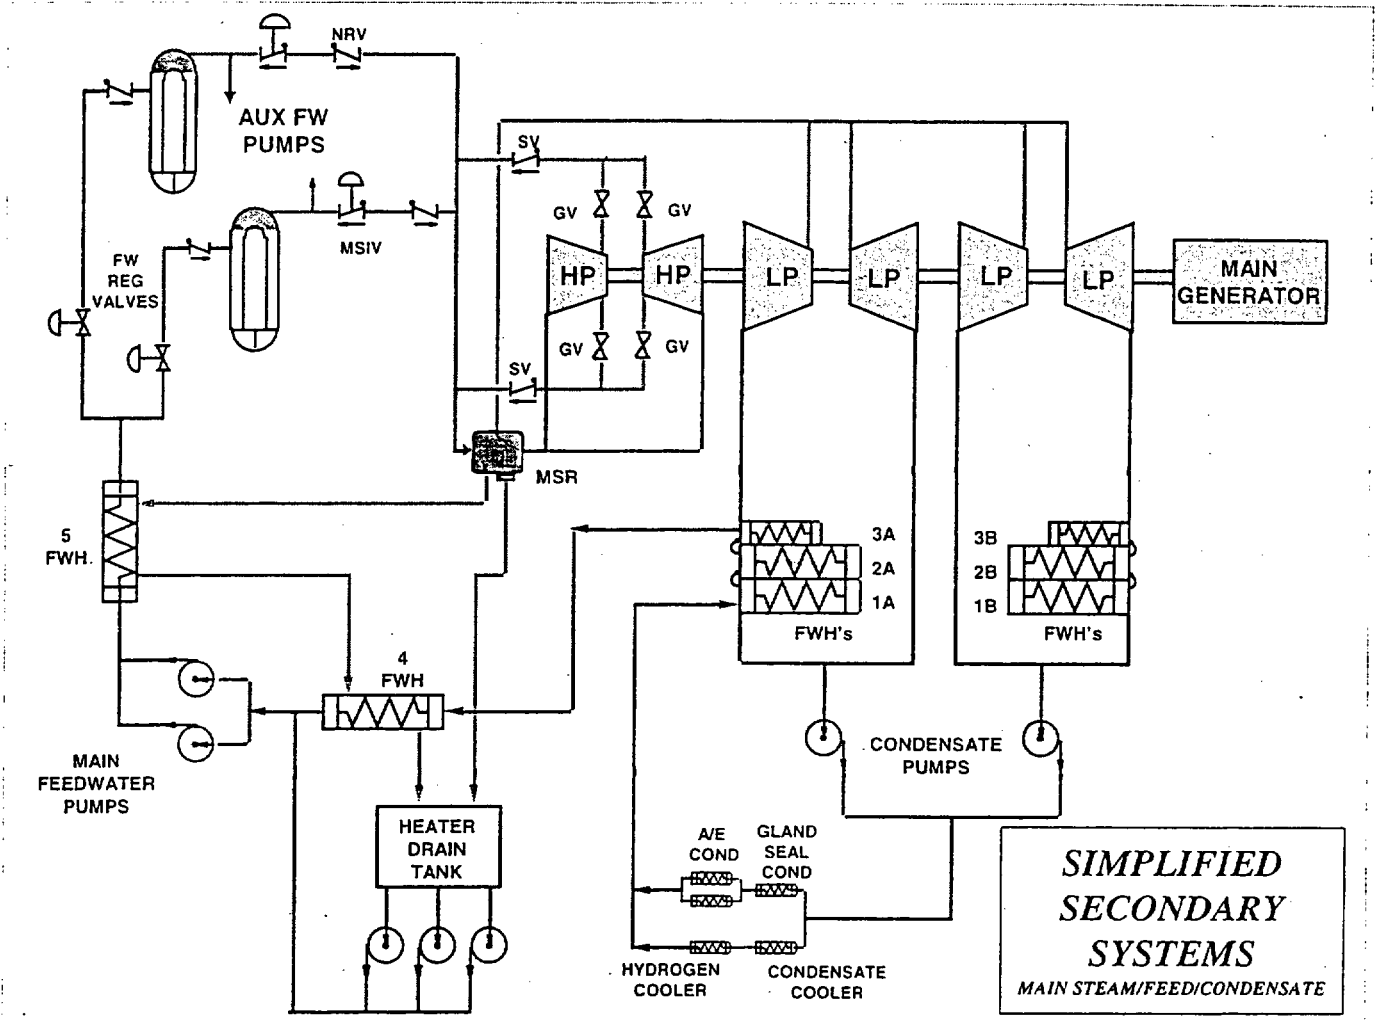 NRV
AUX FW
PUMPS
SV
GV
GV
MSIV
FW
REG
VALVES
HP
HP
LP
LP
LP
LP
MAIN
GENERATOR
GV
GV
SV
MSR
5
FWH.
3A
2A
1A
FWH's
3B
2B
1B
FWH's
4
FWH
MAIN
FEEDWATER
PUMPS
CONDENSATE
PUMPS
HEATER
DRAIN
TANK
A/E
COND
GLAND
SEAL
COND
HYDROGEN
COOLER
CONDENSATE
COOLER
SIMPLIFIED
SECONDARY
SYSTEMS
MAIN STEAM/FEED/CONDENSATE